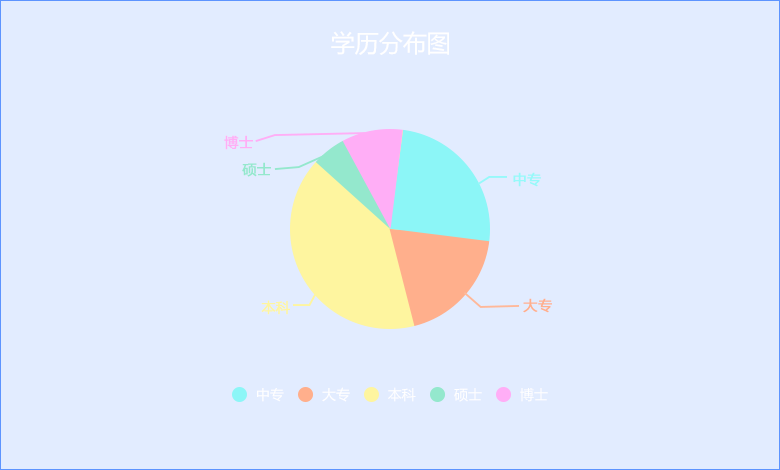 学历分布图
博士
硕士
中专
本科
大专
中专 大专 本科 硕士 博士